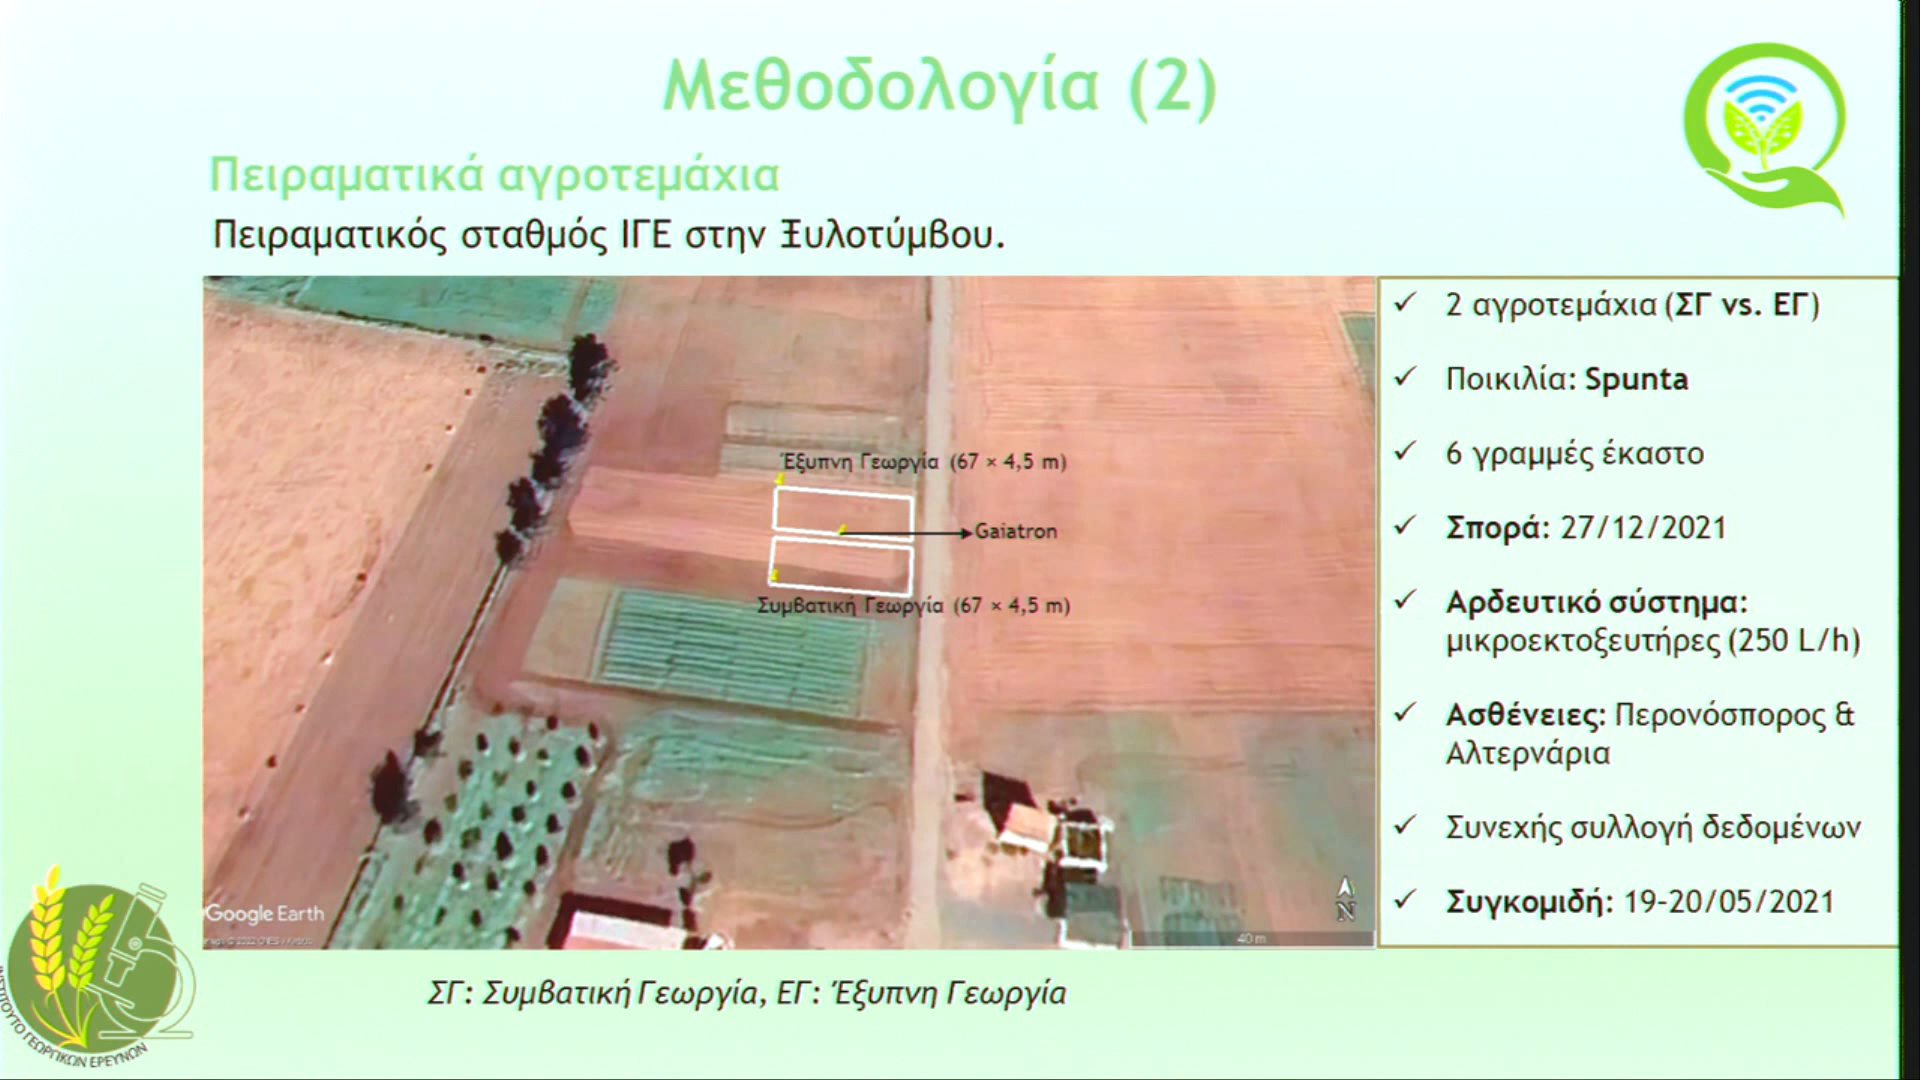 Μεθοδολογία (2)
Πειραματικά αγροτεμάχια
Πειραματικός σταθμός ΙΓΕ στην Ξυλοτύμβου.
Έξυπνη Γεωργία (67 × 4,5 m)
Gaiatron
Συμβατική Γεωργία (67 × 4,5 m)
Google Earth
N
40 m
✓ 2 αγροτεμάχια (ΣΓ vs. ΕΓ)
✓ Ποικιλία: Spunta
✓ 6 γραμμές έκαστο
✓ Σπορά: 27/12/2021
✓ Αρδευτικό σύστημα:
μικροεκτοξευτήρες (250 L/h)
✓ Ασθένειες: Περονόσπορος &
Αλτερνάρια
✓ Συνεχής συλλογή δεδομένων
✓ Συγκομιδή: 19-20/05/2021
ΣΓ: Συμβατική Γεωργία, ΕΓ: Έξυπνη Γεωργία
ΙΝΣΤΙΤΟΥΤΟ ΓΕΩΡΓΙΚΩΝ ΕΡΕΥΝΩΝ